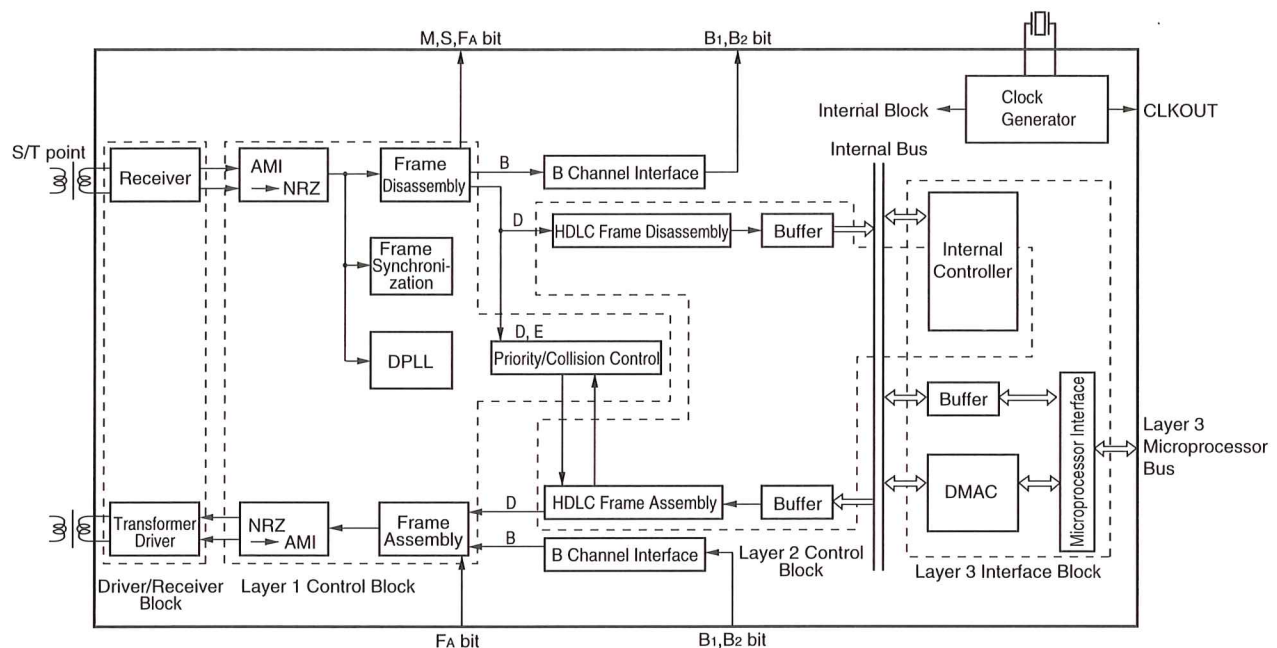 M,S,FA bit
B1,B2 bit
Clock
Generator
Internal Block
CLKOUT
S/T point
Internal Bus
Receiver
AMI
NRZ
Frame
Disassembly
B
B Channel Interface
D
HDLC Frame Disassembly
Buffer
Internal
Controller
Frame
Synchroni-
zation
D, E
Priority/Collision Control
DPLL
Buffer
Microprocessor Interface
Layer 3
Microprocessor
Bus
DMAC
Transformer
Driver
NRZ
AMI
Frame
Assembly
D
HDLC Frame Assembly
Buffer
B
B Channel Interface
Layer 2 Control
Block
Layer 3 Interface Block
Driver/Receiver
Block
Layer 1 Control Block
FA bit
B1,B2 bit